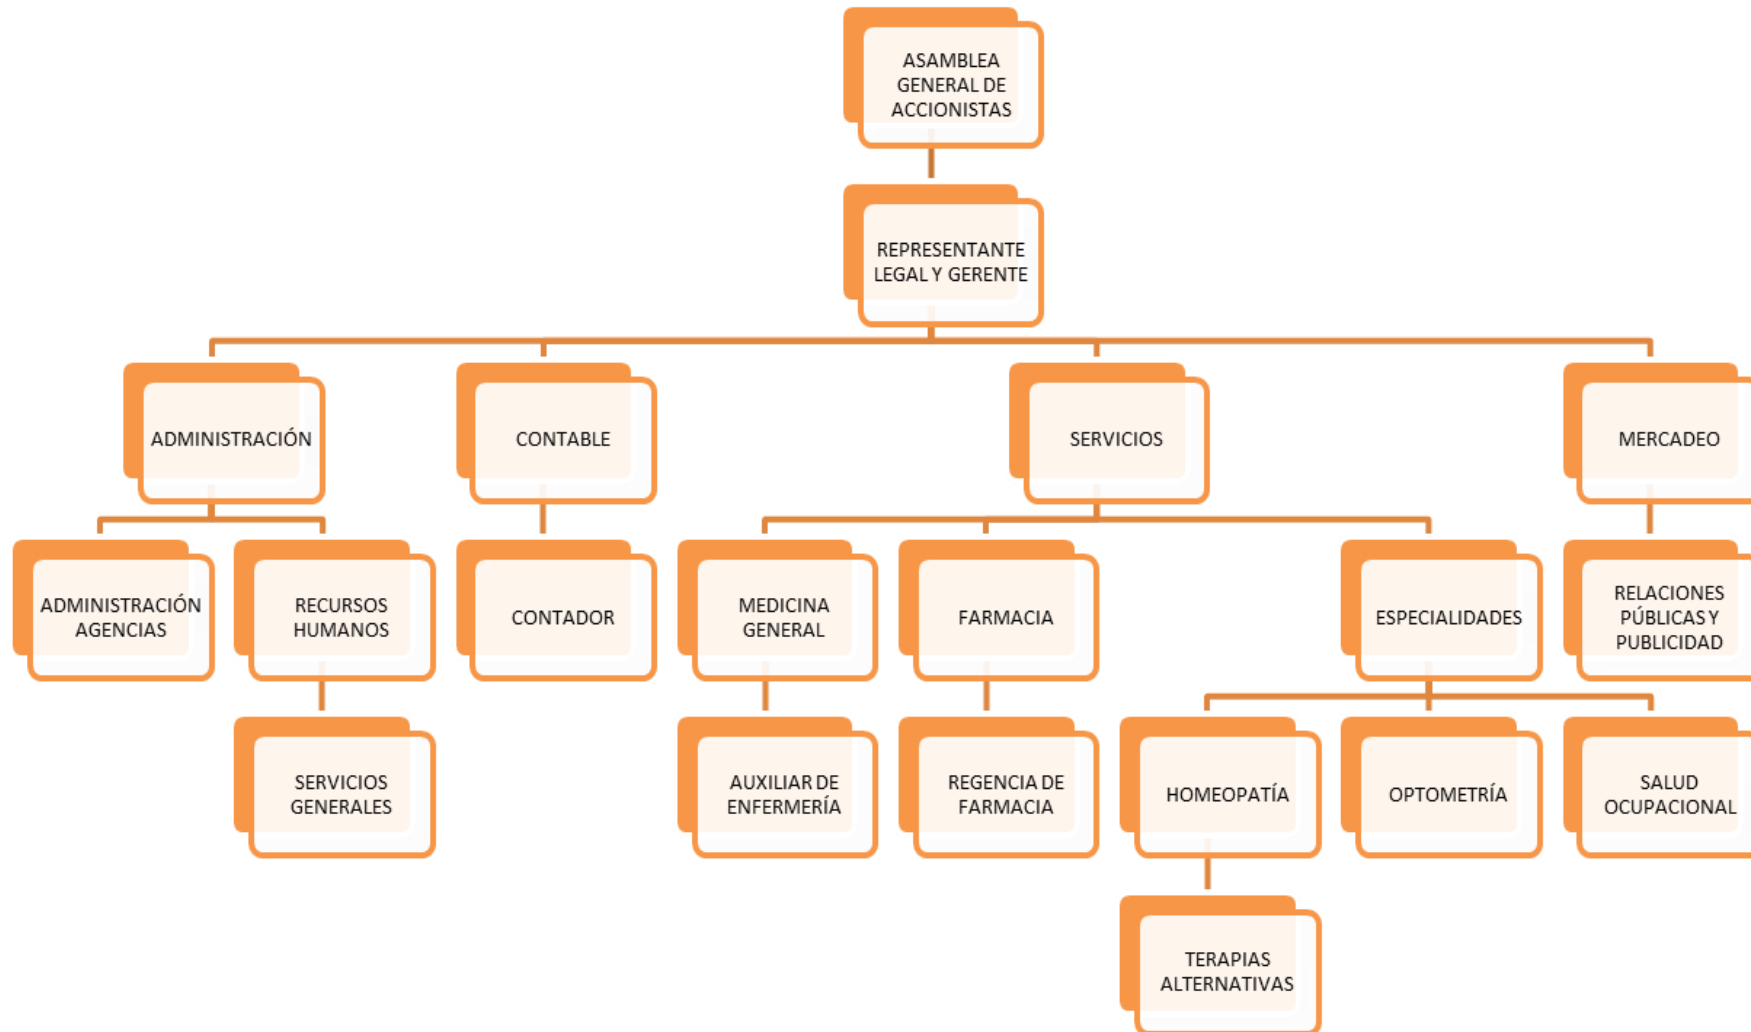 ASAMBLEA
GENERAL DE
ACCIONISTAS
REPRESENTANTE
LEGAL Y GERENTE
ADMINISTRACIÓN
CONTABLE
SERVICIOS
MERCADEO
ADMINISTRACIÓN
AGENCIAS
RECURSOS
HUMANOS
CONTADOR
MEDICINA
GENERAL
FARMACIA
ESPECIALIDADES
RELACIONES
PÚBLICAS Y
PUBLICIDAD
SERVICIOS
GENERALES
AUXILIAR DE
ENFERMERÍA
REGENCIA DE
FARMACIA
HOMEOPATÍA
OPTOMETRÍA
SALUD
OCUPACIONAL
TERAPIAS
ALTERNATIVAS